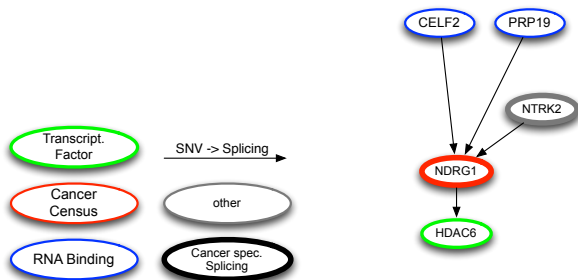 CELF2
PRP19
NTRK2
Transcript.
Factor
SNV -> Splicing
NDRG1
Cancer
Census
other
HDAC6
RNA Binding
Cancer spec.
Splicing